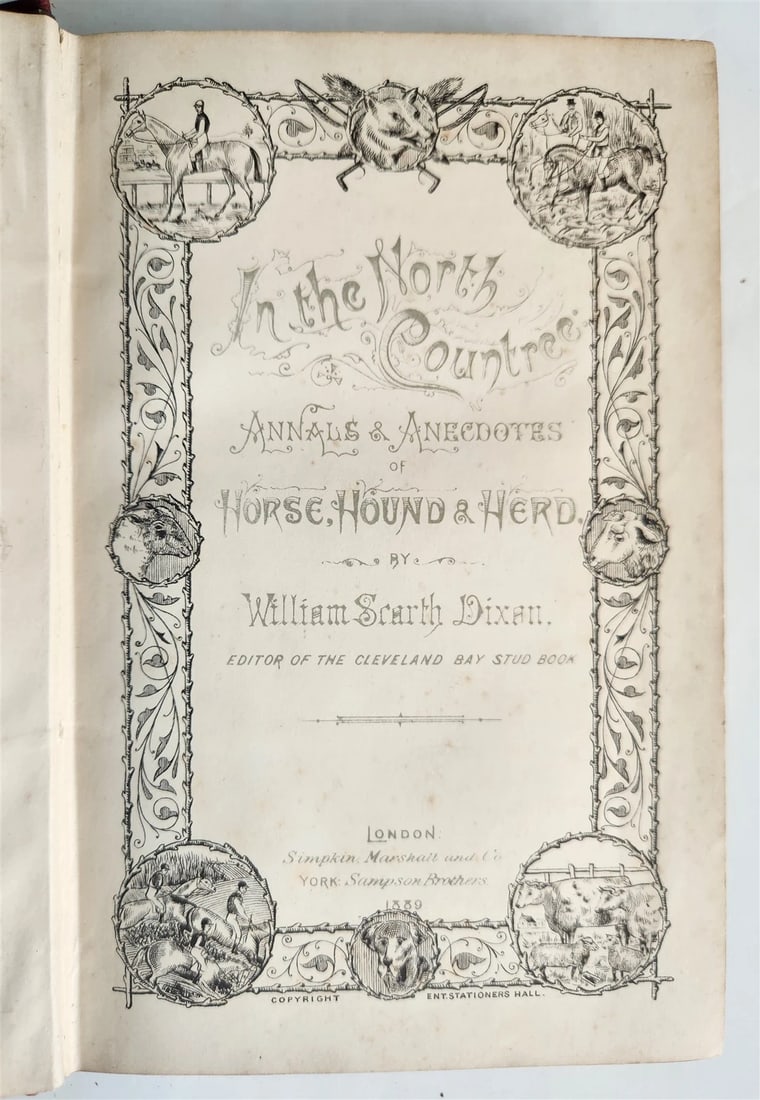 In the North
Countree:
ANNALS & ANECDOTES
OF
HORSE, HOUND & HERD.
BY
William Scarth Dixon.
EDITOR OF THE CLEVELAND BAY STUD BOOK
LONDON:
Simpkin, Marshall and Co
YORK: Sampson Brothers
1889
COPYRIGHT ENT. STATIONERS HALL.